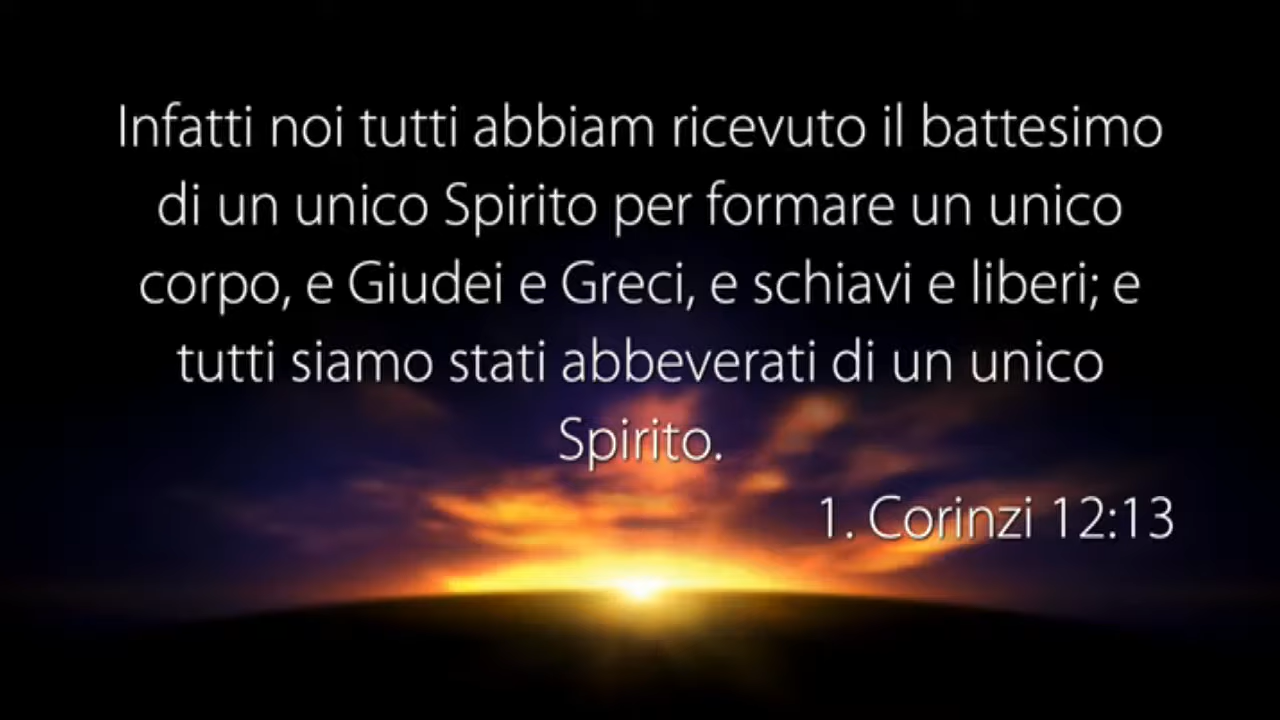 Infatti noi tutti abbiam ricevuto il battesimo
di un unico Spirito per formare un unico
corpo, e Giudei e Greci, e schiavi e liberi; e
tutti siamo stati abbeverati di un unico
Spirito.
1. Corinzi 12:13